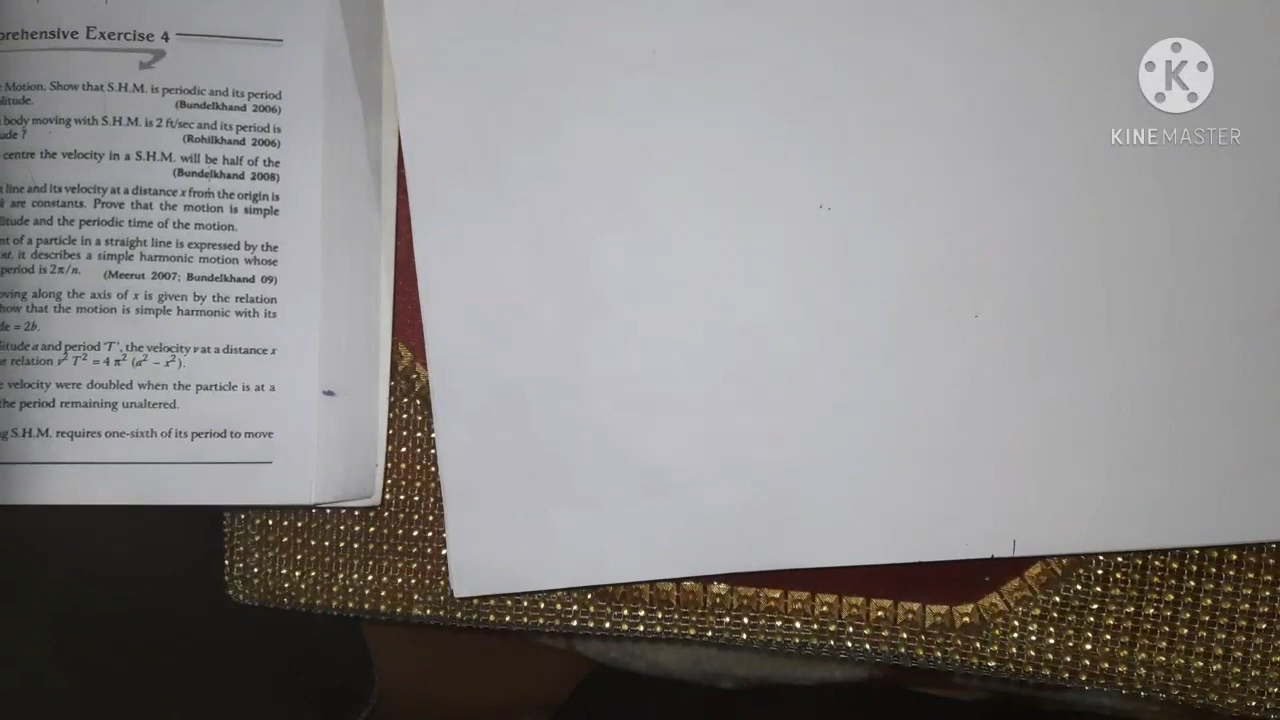 prehensive Exercise 4
Motion. Show that S.H.M. is periodic and its period
litude.
(Bundelkhand 2006)
body moving with S.H.M. is 2 ft/sec and its period is
ude ?
(Rohilkhand 2006)
centre the velocity in a S.H.M. will be half of the
(Bundelkhand 2008)
line and its velocity at a distance x from the origin is
are constants. Prove that the motion is simple
litude and the periodic time of the motion.
nt of a particle in a straight line is expressed by the
nt, it describes a simple harmonic motion whose
period is 2π/n.
(Meerut 2007; Bundelkhand 09)
oving along the axis of x is given by the relation
how that the motion is simple harmonic with its
de = 2b.
litude a and period 'T', the velocity v at a distance x
e relation v² T² = 4 π² (a² − x²).
e velocity were doubled when the particle is at a
the period remaining unaltered.
g S.H.M. requires one-sixth of its period to move
K
KINEMASTER